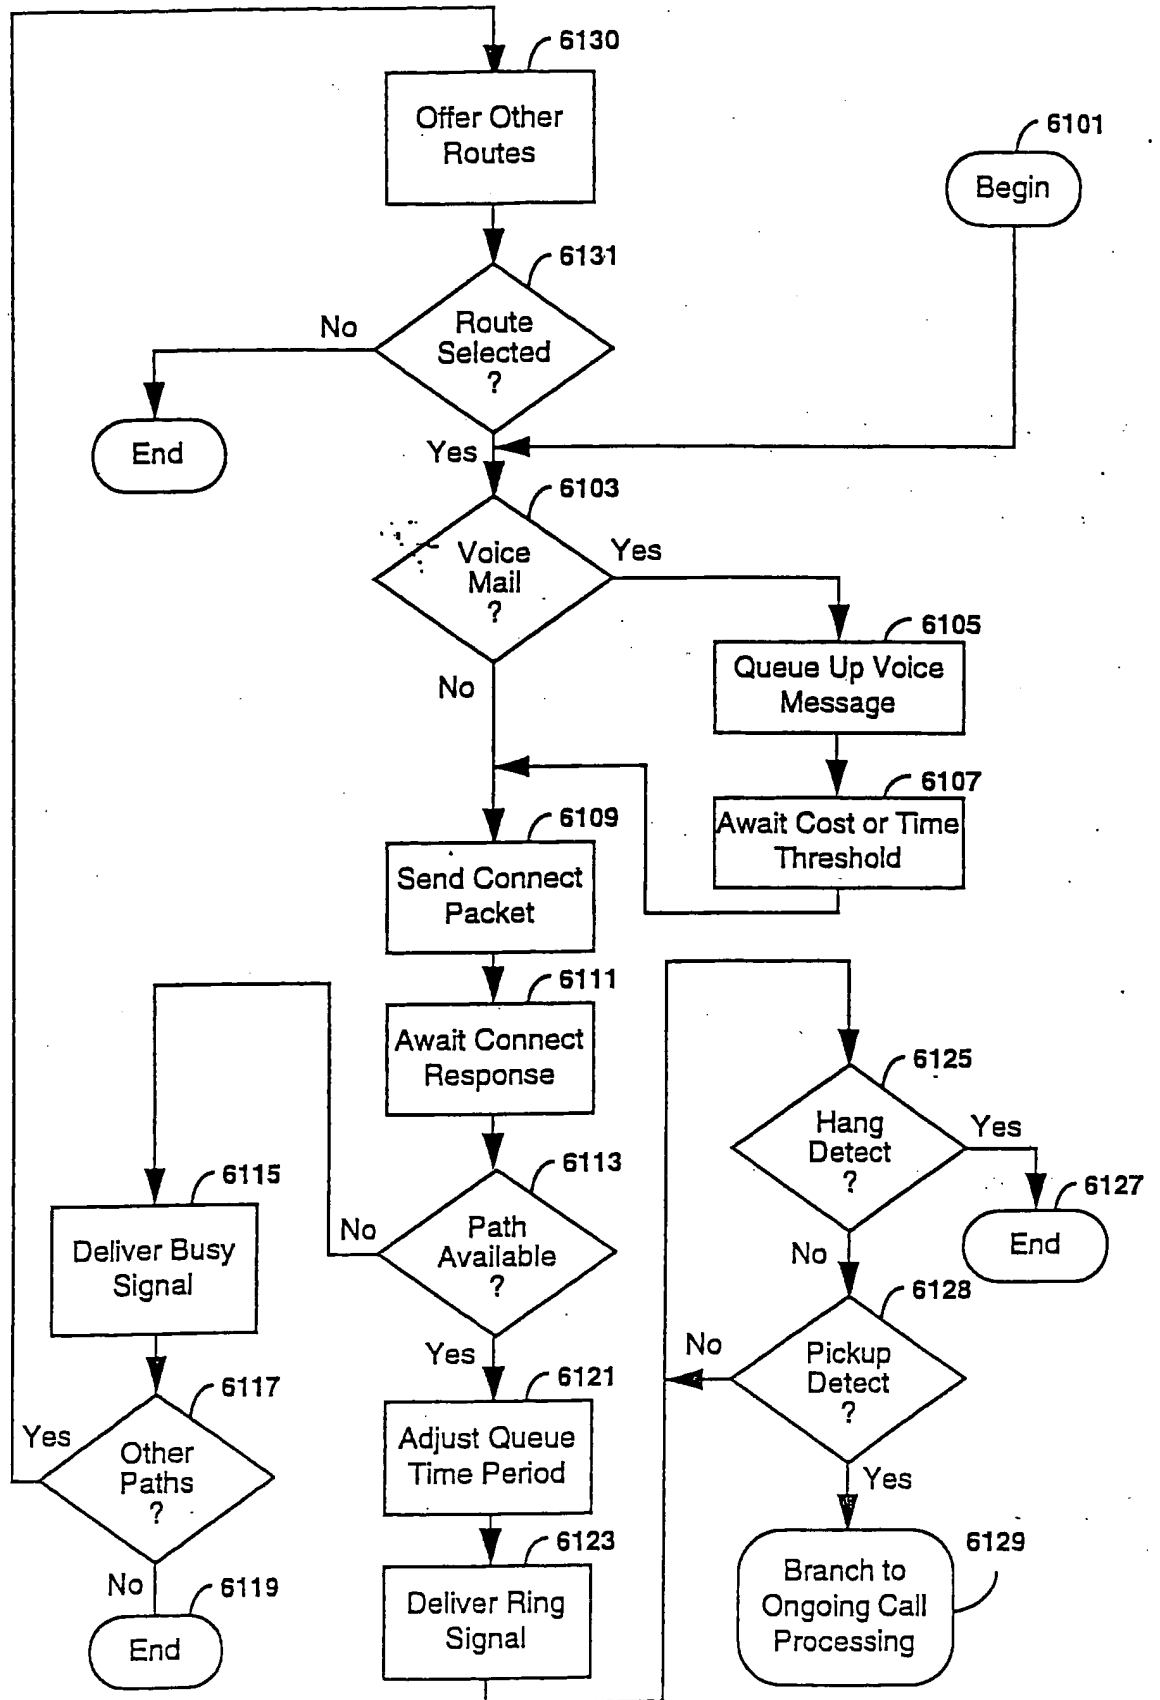 6130
Offer Other
Routes
6101
Begin
6131
Route
Selected
?
No
End
Yes
6103
Voice
Mail
?
Yes
No
6105
Queue Up Voice
Message
6107
Await Cost or Time
Threshold
6109
Send Connect
Packet
6111
Await Connect
Response
6113
Path
Available
?
No
Yes
6115
Deliver Busy
Signal
6117
Other
Paths
?
Yes
No
6119
End
6121
Adjust Queue
Time Period
6123
Deliver Ring
Signal
6125
Hang
Detect
?
Yes
6127
End
No
6128
Pickup
Detect
?
No
Yes
6129
Branch to
Ongoing Call
Processing